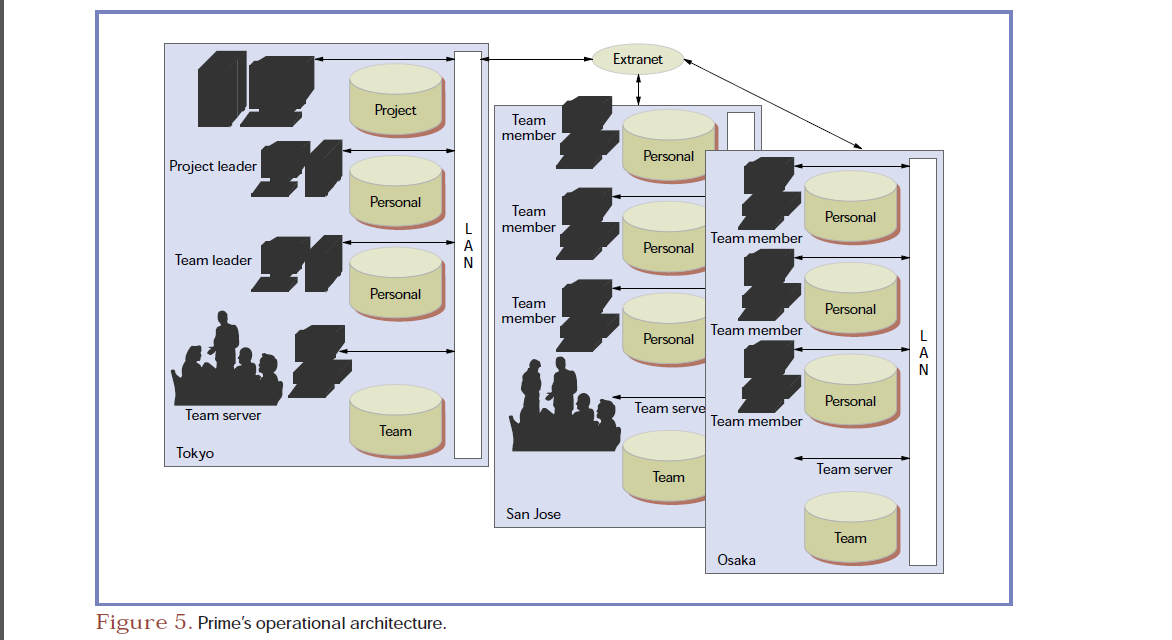 Extranet
Project
Project leader
Personal
Team leader
Personal
Team server
Team
Tokyo
L
A
N
Team
member
Personal
Team
member
Personal
Team
member
Personal
Team serve
Team
San Jose
Personal
Team member
Personal
Team member
Personal
Team member
Team server
Team
Osaka
L
A
N
Figure 5. Prime's operational architecture.